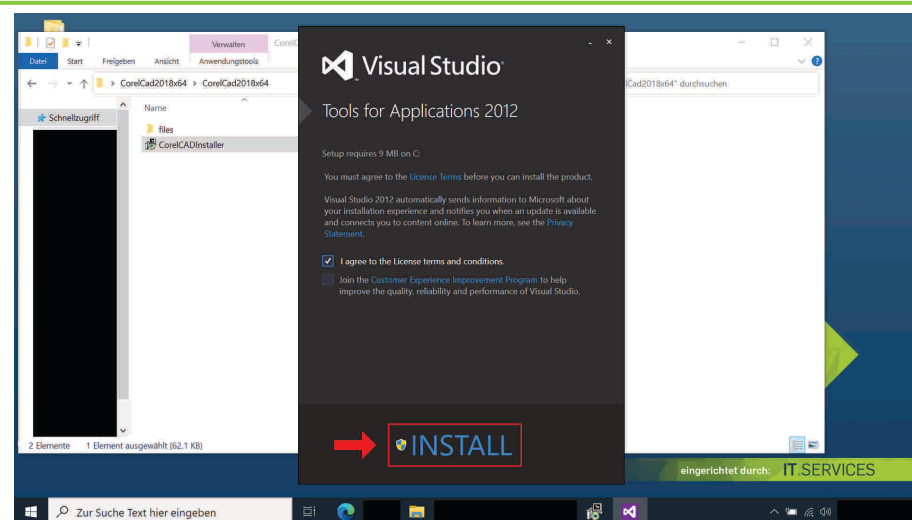 Verwalten
CorelC
Datei Start Freigeben Ansicht Anwendungstools
CorelCad2018x64 > CorelCad2018x64
lCad2018x64" durchsuchen
Schnellzugriff
Name
files
CorelCADInstaller
2 Elemente 1 Element ausgewählt (62,1 KB)
Visual Studio
Tools for Applications 2012
Setup requires 9 MB on C:
You must agree to the License Terms before you can install the product.
Visual Studio 2012 automatically sends information to Microsoft about
your installation experience and notifies you when an update is available
and connects you to content online. To learn more, see the Privacy
Statement.
I agree to the License terms and conditions.
Join the Customer Experience Improvement Program to help
improve the quality, reliability and performance of Visual Studio.
INSTALL
eingerichtet durch: IT.SERVICES
Zur Suche Text hier eingeben